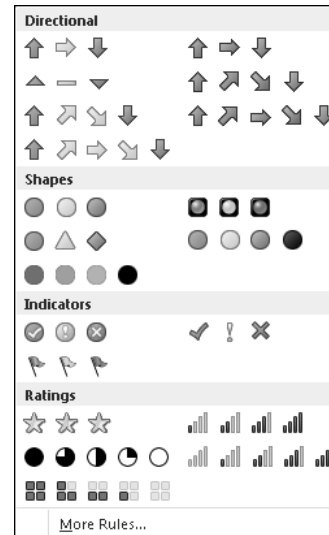 Directional
Shapes
Indicators
Ratings
More Rules...